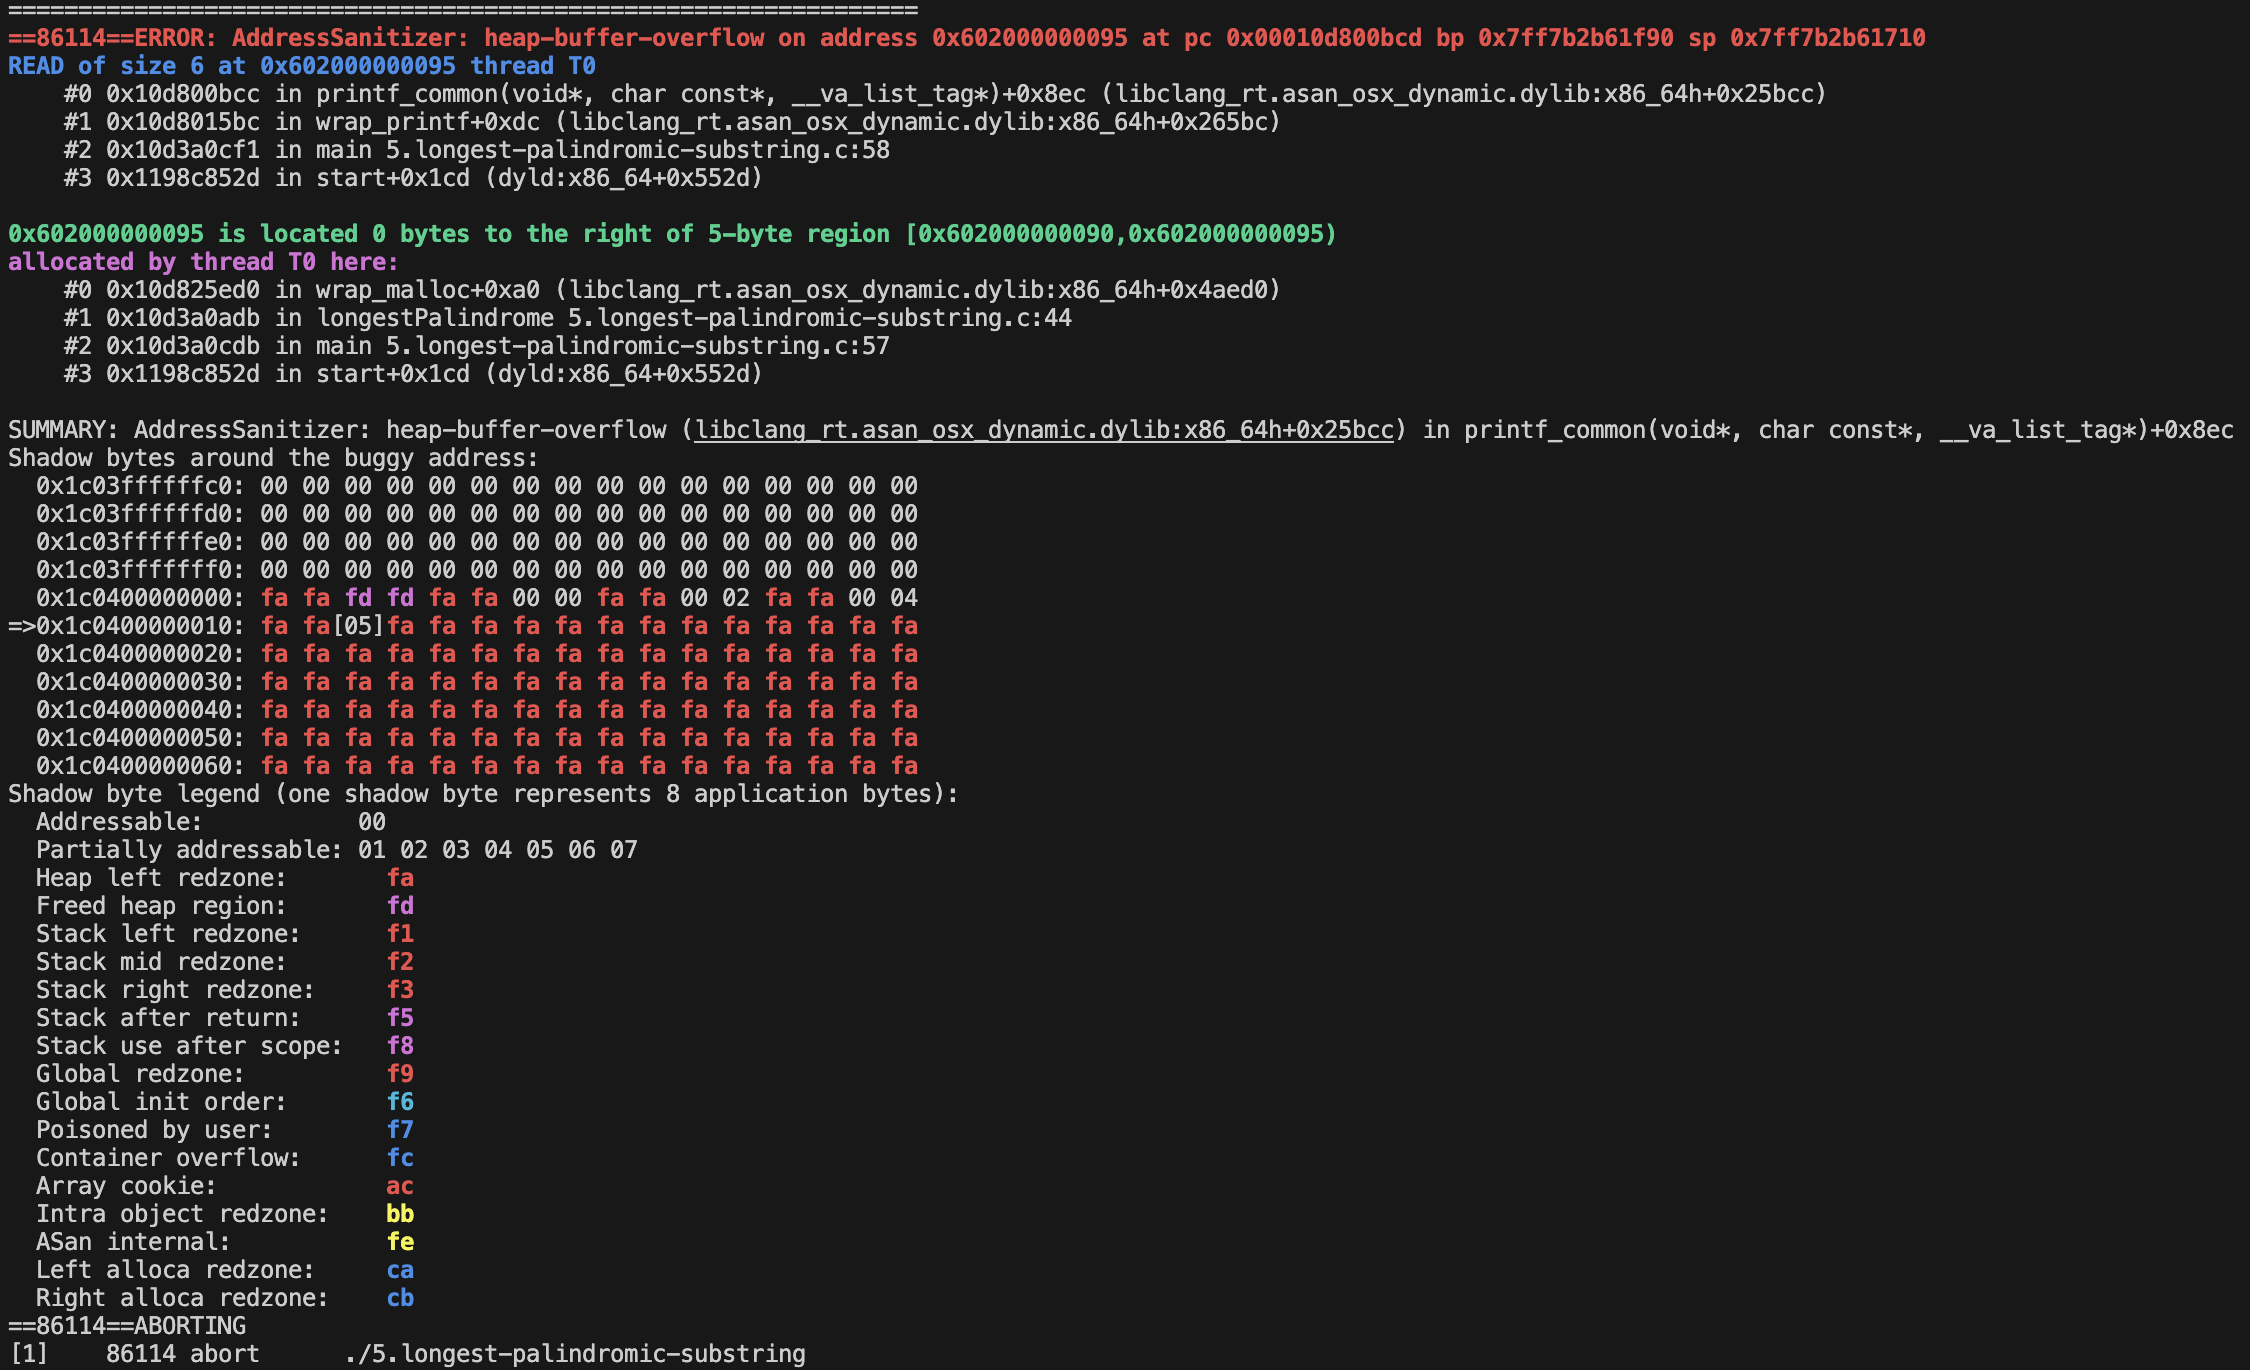 =================================================================
==86114==ERROR: AddressSanitizer: heap-buffer-overflow on address 0x602000000095 at pc 0x00010d800bcd bp 0x7ff7b2b61f90 sp 0x7ff7b2b61710
READ of size 6 at 0x602000000095 thread T0
    #0 0x10d800bcc in printf_common(void*, char const*, __va_list_tag*)+0x8ec (libclang_rt.asan_osx_dynamic.dylib:x86_64h+0x25bcc)
    #1 0x10d8015bc in wrap_printf+0xdc (libclang_rt.asan_osx_dynamic.dylib:x86_64h+0x265bc)
    #2 0x10d3a0cf1 in main 5.longest-palindromic-substring.c:58
    #3 0x1198c852d in start+0x1cd (dyld:x86_64+0x552d)

0x602000000095 is located 0 bytes to the right of 5-byte region [0x602000000090,0x602000000095)
allocated by thread T0 here:
    #0 0x10d825ed0 in wrap_malloc+0xa0 (libclang_rt.asan_osx_dynamic.dylib:x86_64h+0x4aed0)
    #1 0x10d3a0adb in longestPalindrome 5.longest-palindromic-substring.c:44
    #2 0x10d3a0cdb in main 5.longest-palindromic-substring.c:57
    #3 0x1198c852d in start+0x1cd (dyld:x86_64+0x552d)

SUMMARY: AddressSanitizer: heap-buffer-overflow (libclang_rt.asan_osx_dynamic.dylib:x86_64h+0x25bcc) in printf_common(void*, char const*, __va_list_tag*)+0x8ec
Shadow bytes around the buggy address:
  0x1c03ffffffc0: 00 00 00 00 00 00 00 00 00 00 00 00 00 00 00 00
  0x1c03ffffffd0: 00 00 00 00 00 00 00 00 00 00 00 00 00 00 00 00
  0x1c03ffffffe0: 00 00 00 00 00 00 00 00 00 00 00 00 00 00 00 00
  0x1c03fffffff0: 00 00 00 00 00 00 00 00 00 00 00 00 00 00 00 00
  0x1c0400000000: fa fa fd fd fa fa 00 00 fa fa 00 02 fa fa 00 04
=>0x1c0400000010: fa fa[05]fa fa fa fa fa fa fa fa fa fa fa fa fa
  0x1c0400000020: fa fa fa fa fa fa fa fa fa fa fa fa fa fa fa fa
  0x1c0400000030: fa fa fa fa fa fa fa fa fa fa fa fa fa fa fa fa
  0x1c0400000040: fa fa fa fa fa fa fa fa fa fa fa fa fa fa fa fa
  0x1c0400000050: fa fa fa fa fa fa fa fa fa fa fa fa fa fa fa fa
  0x1c0400000060: fa fa fa fa fa fa fa fa fa fa fa fa fa fa fa fa
Shadow byte legend (one shadow byte represents 8 application bytes):
  Addressable:           00
  Partially addressable: 01 02 03 04 05 06 07
  Heap left redzone:       fa
  Freed heap region:       fd
  Stack left redzone:      f1
  Stack mid redzone:       f2
  Stack right redzone:     f3
  Stack after return:      f5
  Stack use after scope:   f8
  Global redzone:          f9
  Global init order:       f6
  Poisoned by user:        f7
  Container overflow:      fc
  Array cookie:            ac
  Intra object redzone:    bb
  ASan internal:           fe
  Left alloca redzone:     ca
  Right alloca redzone:    cb
==86114==ABORTING
[1]    86114 abort      ./5.longest-palindromic-substring